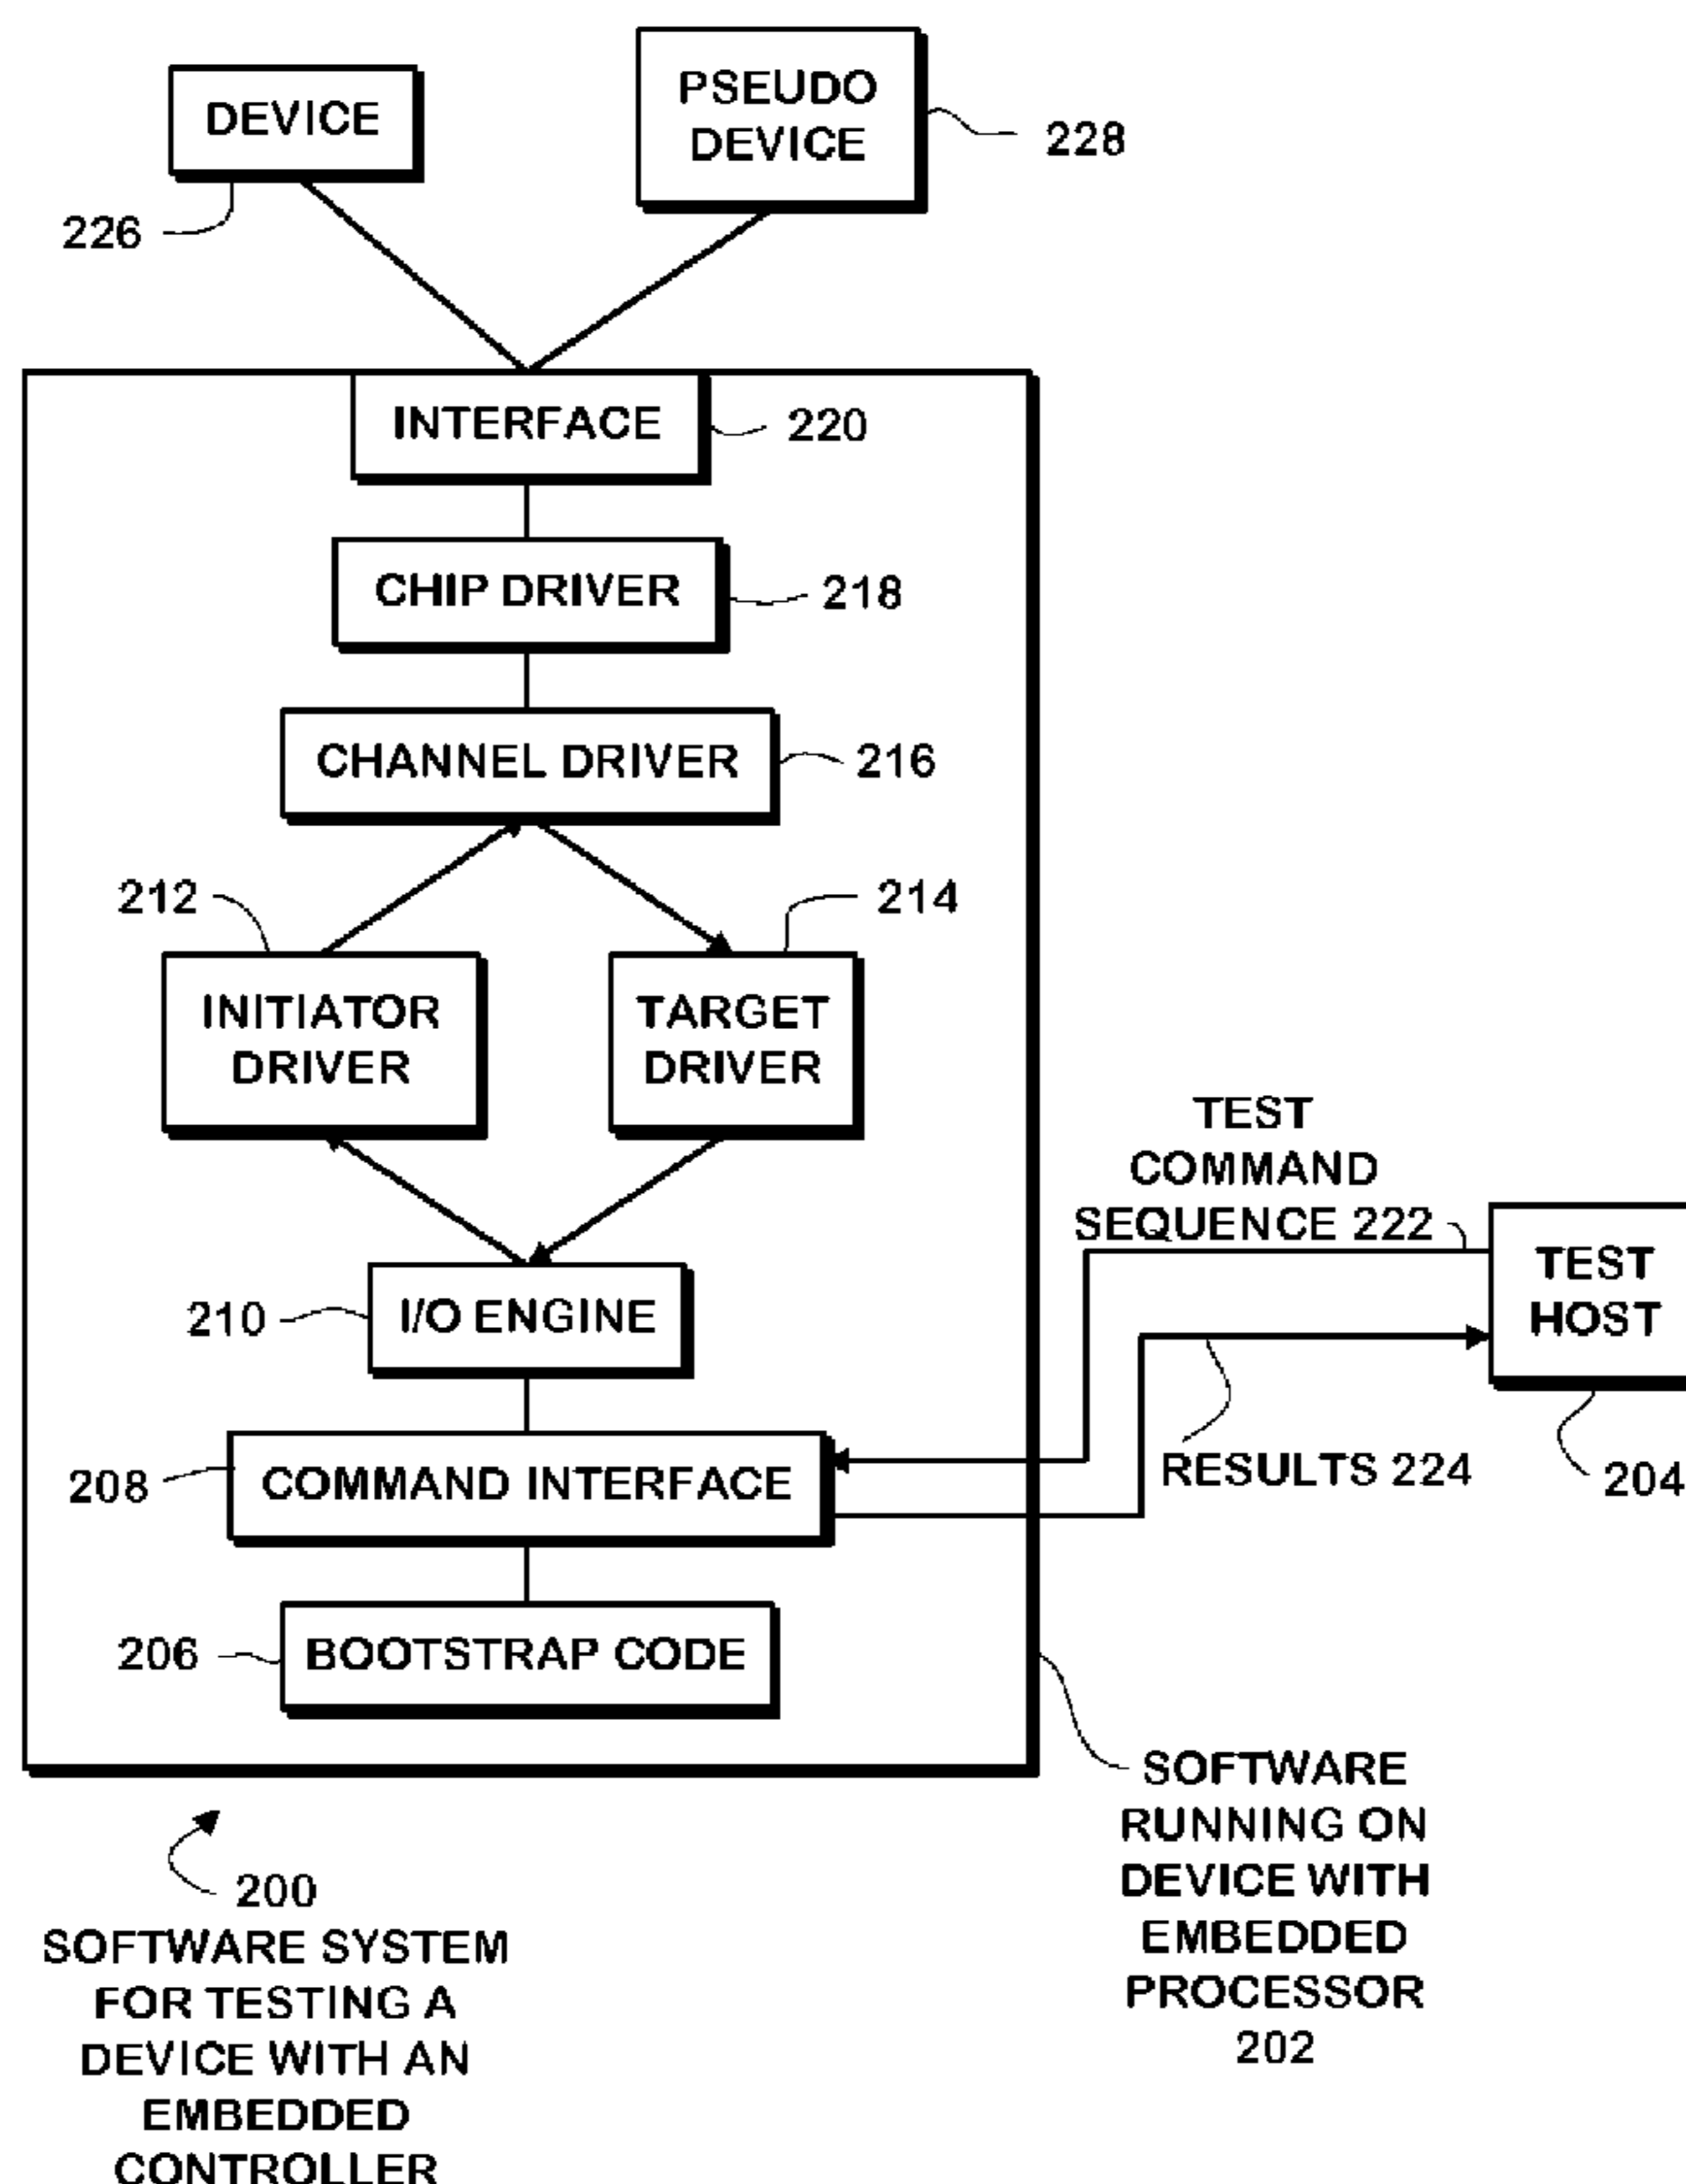 DEVICE
226
PSEUDO
DEVICE
228
INTERFACE
220
CHIP DRIVER
218
CHANNEL DRIVER
216
212
214
INITIATOR
DRIVER
TARGET
DRIVER
TEST
COMMAND
SEQUENCE 222
TEST
HOST
210
I/O ENGINE
208
COMMAND INTERFACE
RESULTS 224
204
206
BOOTSTRAP CODE
SOFTWARE
RUNNING ON
DEVICE WITH
EMBEDDED
PROCESSOR
202
200
SOFTWARE SYSTEM
FOR TESTING A
DEVICE WITH AN
EMBEDDED
CONTROLLER